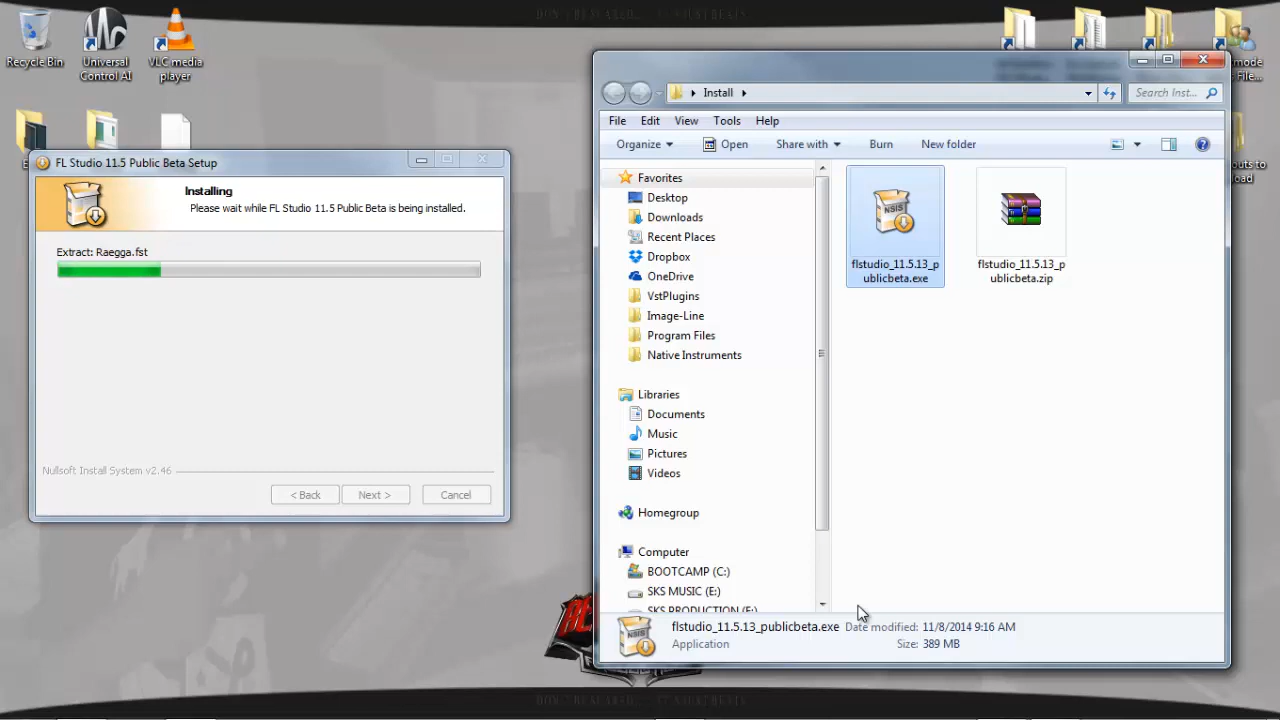 Recycle Bin
Universal
Control AI
VLC media
player
FL Studio 11.5 Public Beta Setup
Installing
Please wait while FL Studio 11.5 Public Beta is being installed.
Extract: Raegga.fst
Nullsoft Install System v2.46
< Back
Next >
Cancel
Install
Search Inst...
File
Edit
View
Tools
Help
Organize
Open
Share with
Burn
New folder
Favorites
Desktop
Downloads
Recent Places
Dropbox
OneDrive
VstPlugins
Image-Line
Program Files
Native Instruments
Libraries
Documents
Music
Pictures
Videos
Homegroup
Computer
BOOTCAMP (C:)
SKS MUSIC (E:)
SKS PRODUCTION (F:)
NSIS
flstudio_11.5.13_p
ublicbeta.exe
flstudio_11.5.13_p
ublicbeta.zip
NSIS
flstudio_11.5.13_publicbeta.exe
Date modified: 11/8/2014 9:16 AM
Application
Size: 389 MB